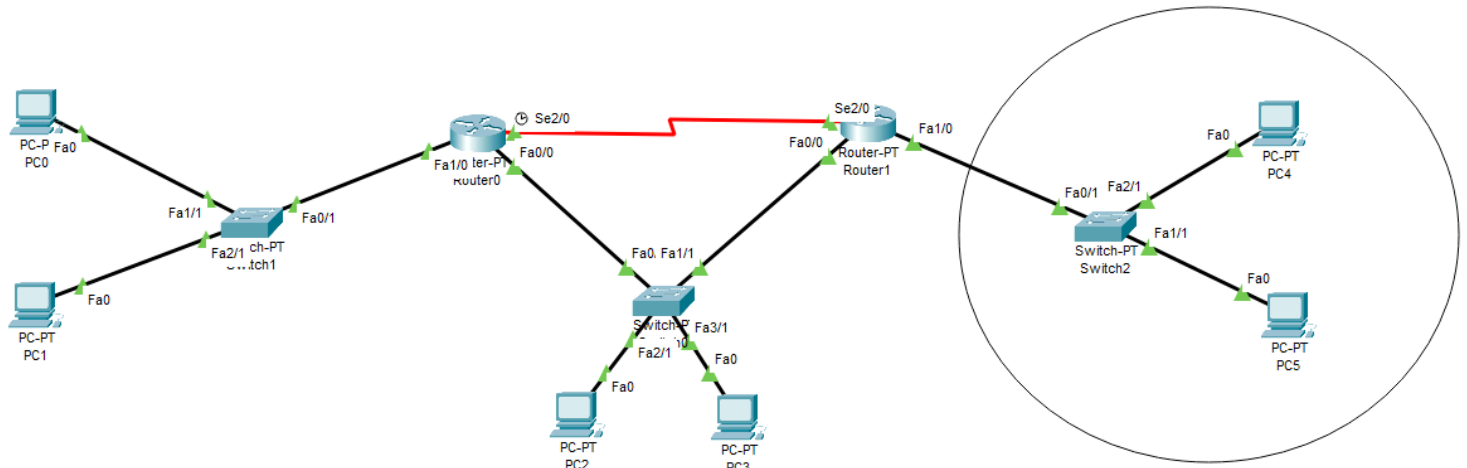 PC-P
PC0
Fa0
Fa1/1
Fa2/1
Fa0/1
Fa0
PC-PT
PC1
Se2/0
Fa1/0
Fa0/0
Router0
Se2/0
Fa0/0
Fa1/0
Router-PT
Router1
Fa1/1
Fa2/1
Fa3/1
Fa0
Fa0
PC-PT
PC2
PC-PT
PC3
Fa0/1
Fa2/1
Fa1/1
Switch-PT
Switch2
Fa0
PC-PT
PC4
Fa0
PC-PT
PC5